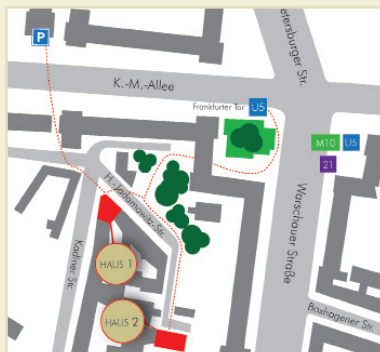 P
Petersburger Str.
K.-M.-Allee
Frankfurter Tor U5
M10 U5
21
H.-Jadamowitz-Str.
Warschauer Straße
Kadiner Str.
HAUS 1
HAUS 2
Boxhagener Str.